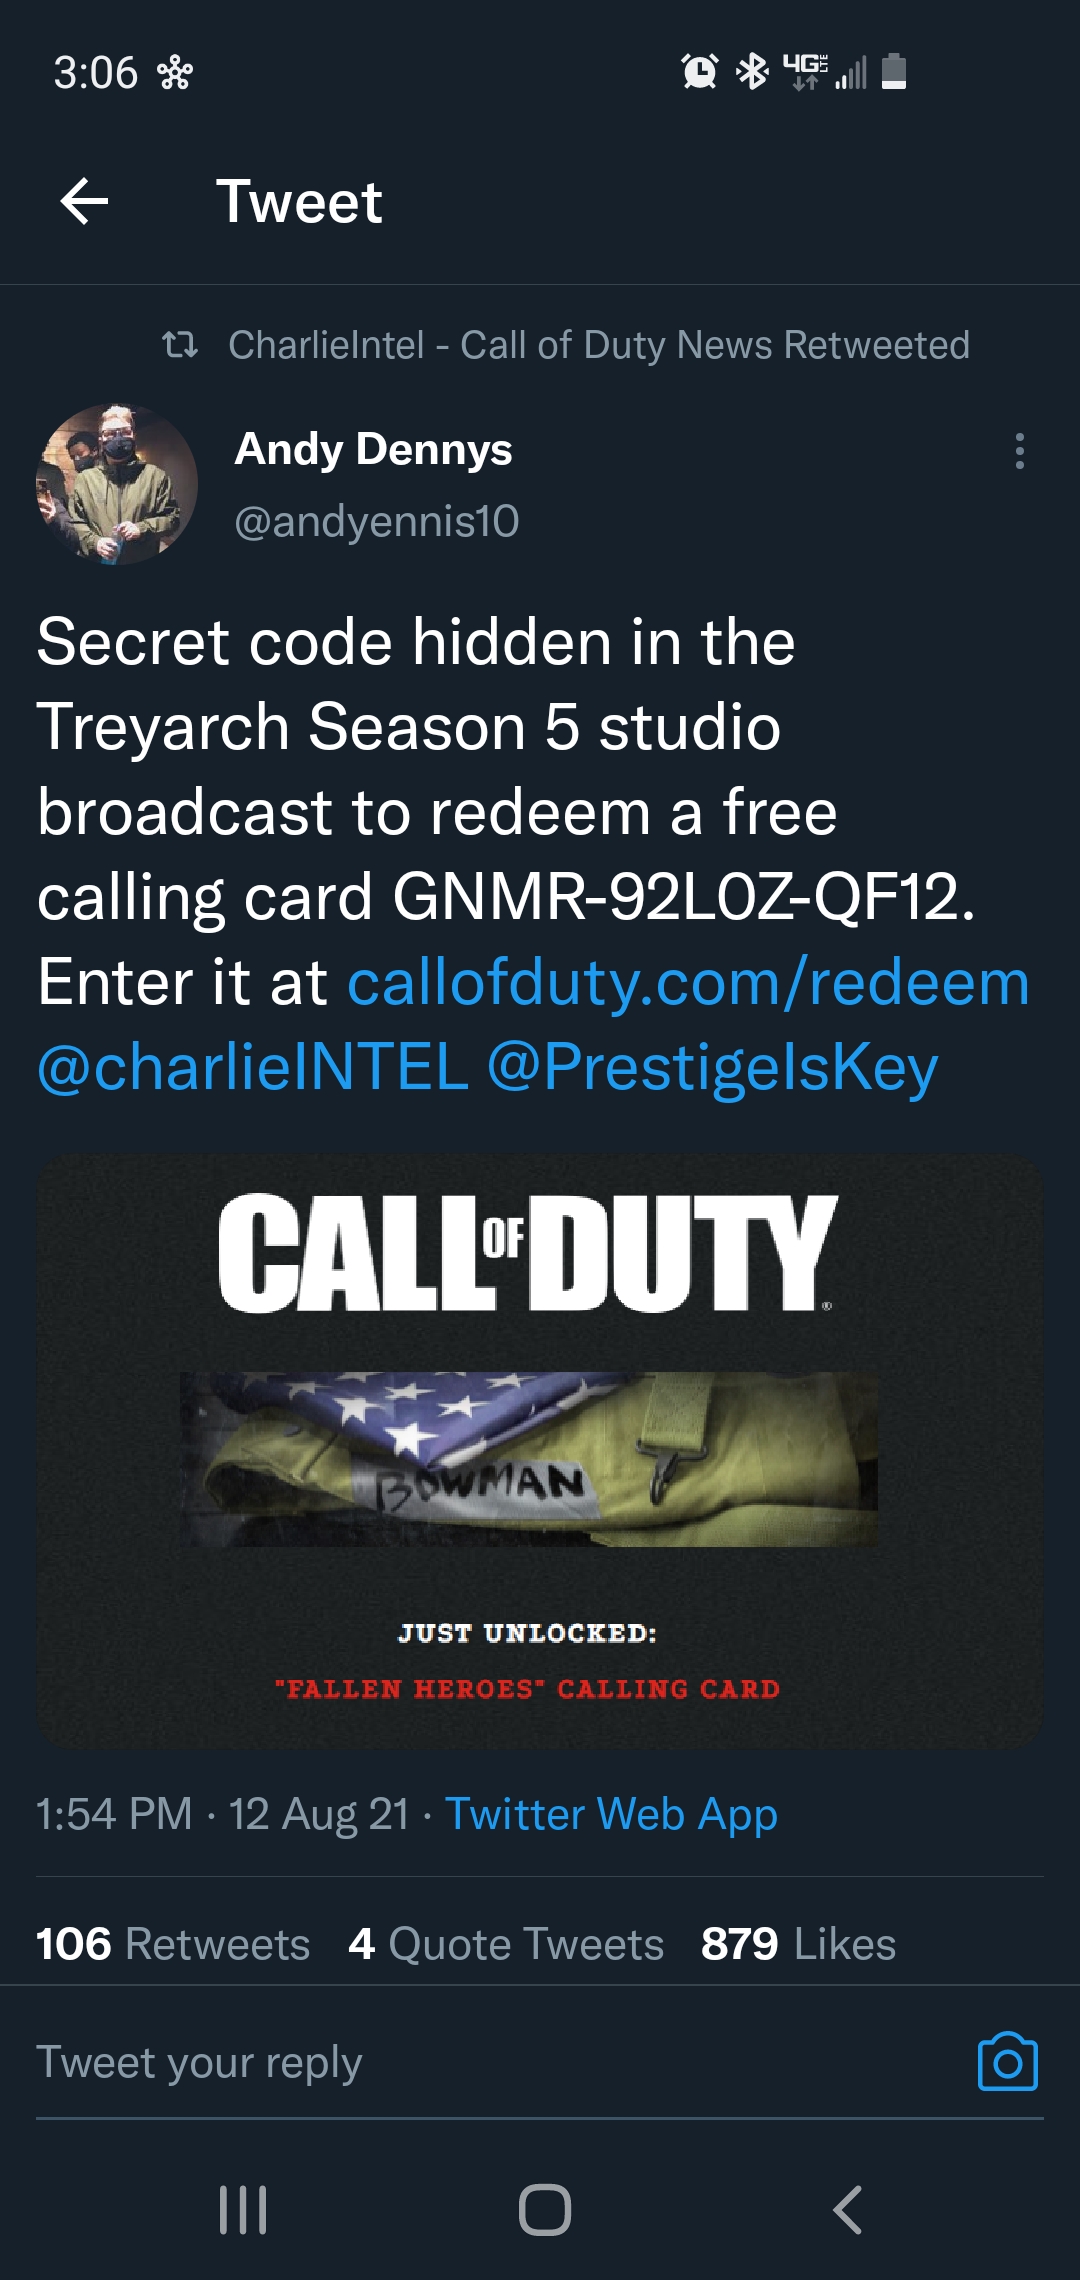 3:06
4G LTE
Tweet
CharlieIntel - Call of Duty News Retweeted
Andy Dennys
@andyennis10
Secret code hidden in the
Treyarch Season 5 studio
broadcast to redeem a free
calling card GNMR-92L0Z-QF12.
Enter it at callofduty.com/redeem
@charlieINTEL @PrestigeIsKey
CALL OF DUTY®
BOWMAN
JUST UNLOCKED:
"FALLEN HEROES" CALLING CARD
1:54 PM · 12 Aug 21 · Twitter Web App
106 Retweets 4 Quote Tweets 879 Likes
Tweet your reply